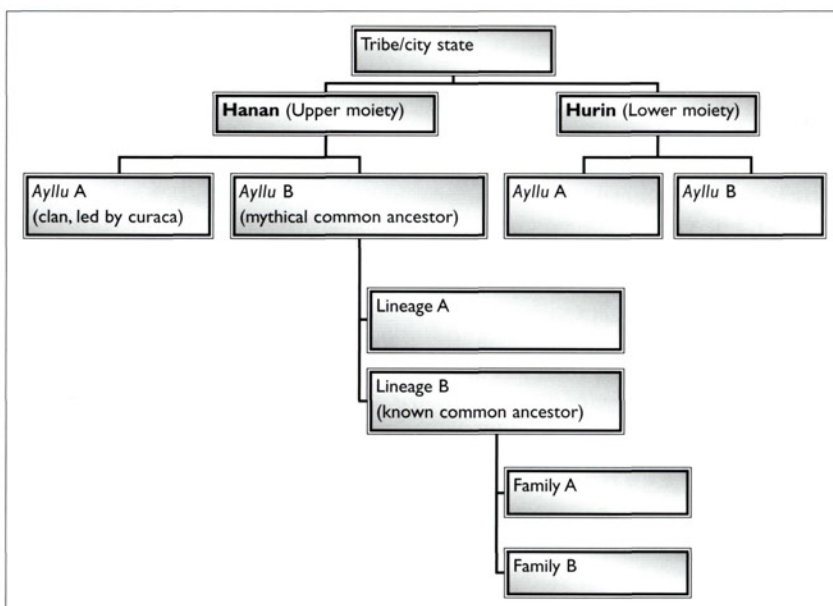 Tribe/city state
Hanan (Upper moiety)
Hurin (Lower moiety)
Ayllu A
(clan, led by curaca)
Ayllu B
(mythical common ancestor)
Ayllu A
Ayllu B
Lineage A
Lineage B
(known common ancestor)
Family A
Family B